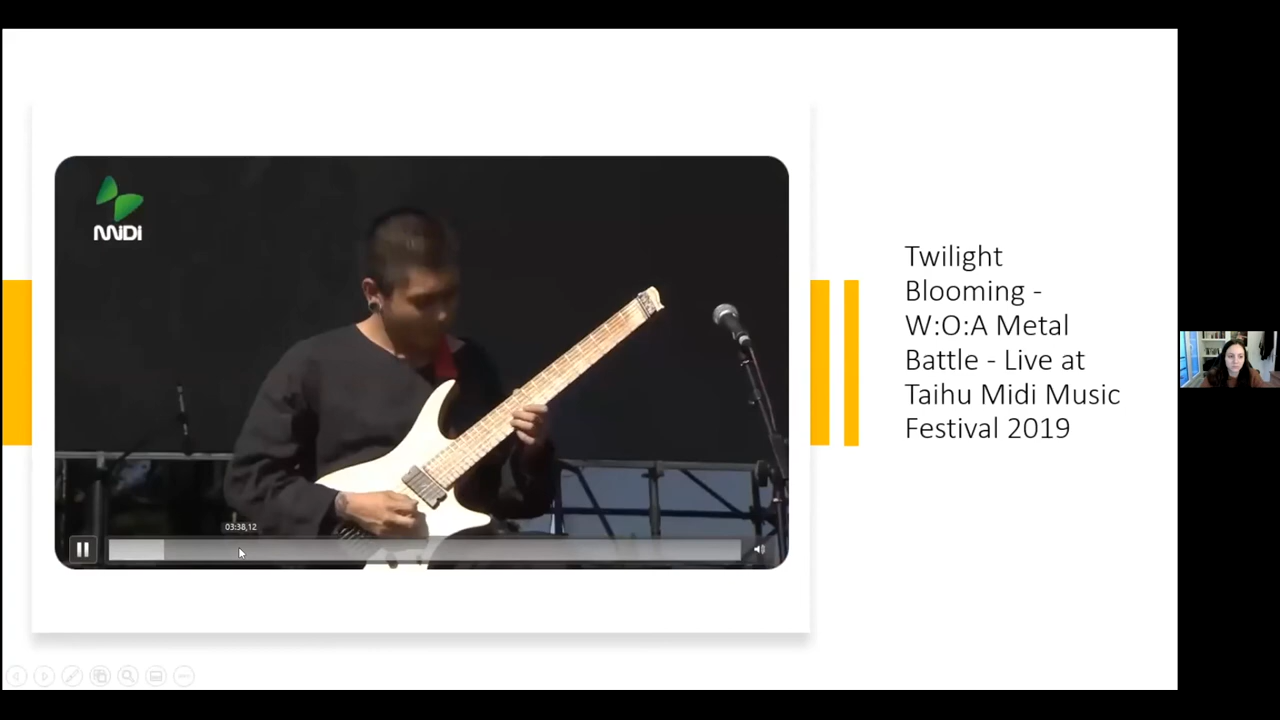 MiDi
Twilight
Blooming -
W:O:A Metal
Battle - Live at
Taihu Midi Music
Festival 2019
03:38,12